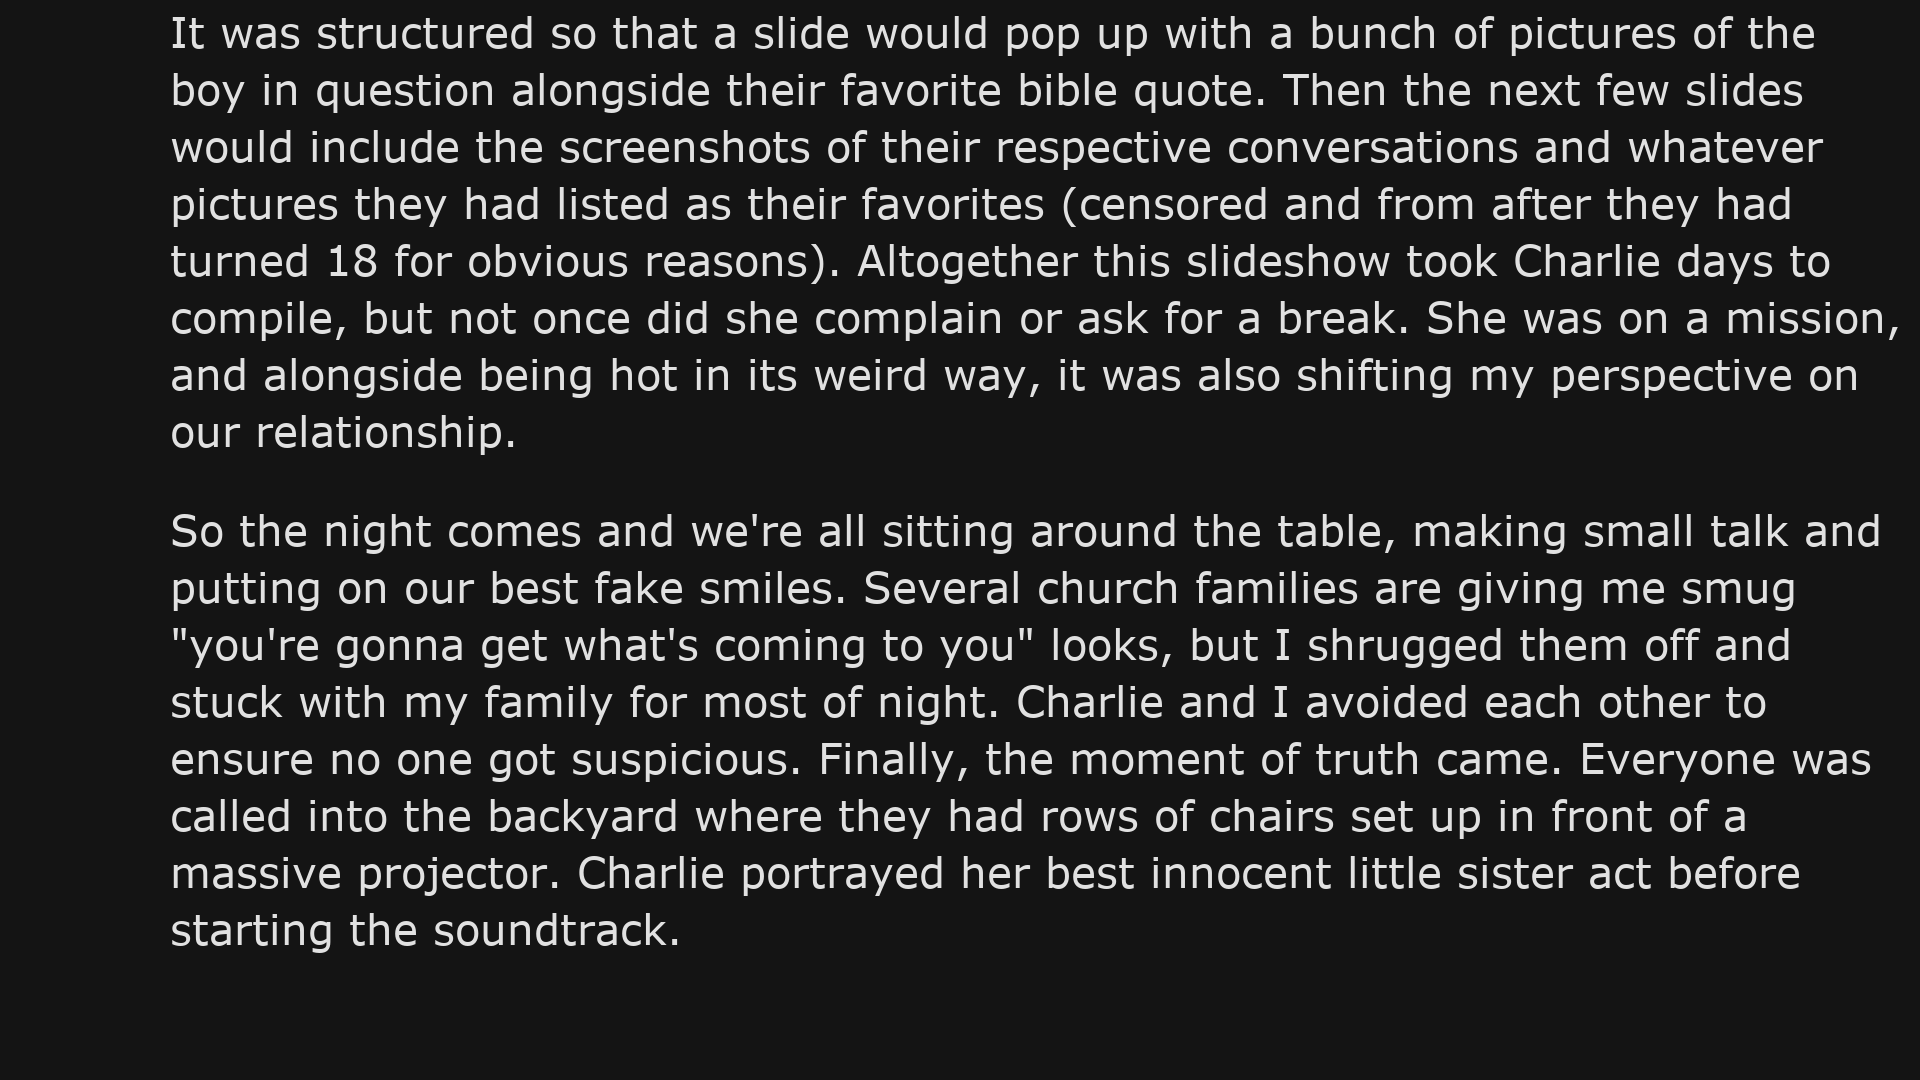 It was structured so that a slide would pop up with a bunch of pictures of the
boy in question alongside their favorite bible quote. Then the next few slides
would include the screenshots of their respective conversations and whatever
pictures they had listed as their favorites (censored and from after they had
turned 18 for obvious reasons). Altogether this slideshow took Charlie days to
compile, but not once did she complain or ask for a break. She was on a mission,
and alongside being hot in its weird way, it was also shifting my perspective on
our relationship.
So the night comes and we're all sitting around the table, making small talk and
putting on our best fake smiles. Several church families are giving me smug
"you're gonna get what's coming to you" looks, but I shrugged them off and
stuck with my family for most of night. Charlie and I avoided each other to
ensure no one got suspicious. Finally, the moment of truth came. Everyone was
called into the backyard where they had rows of chairs set up in front of a
massive projector. Charlie portrayed her best innocent little sister act before
starting the soundtrack.